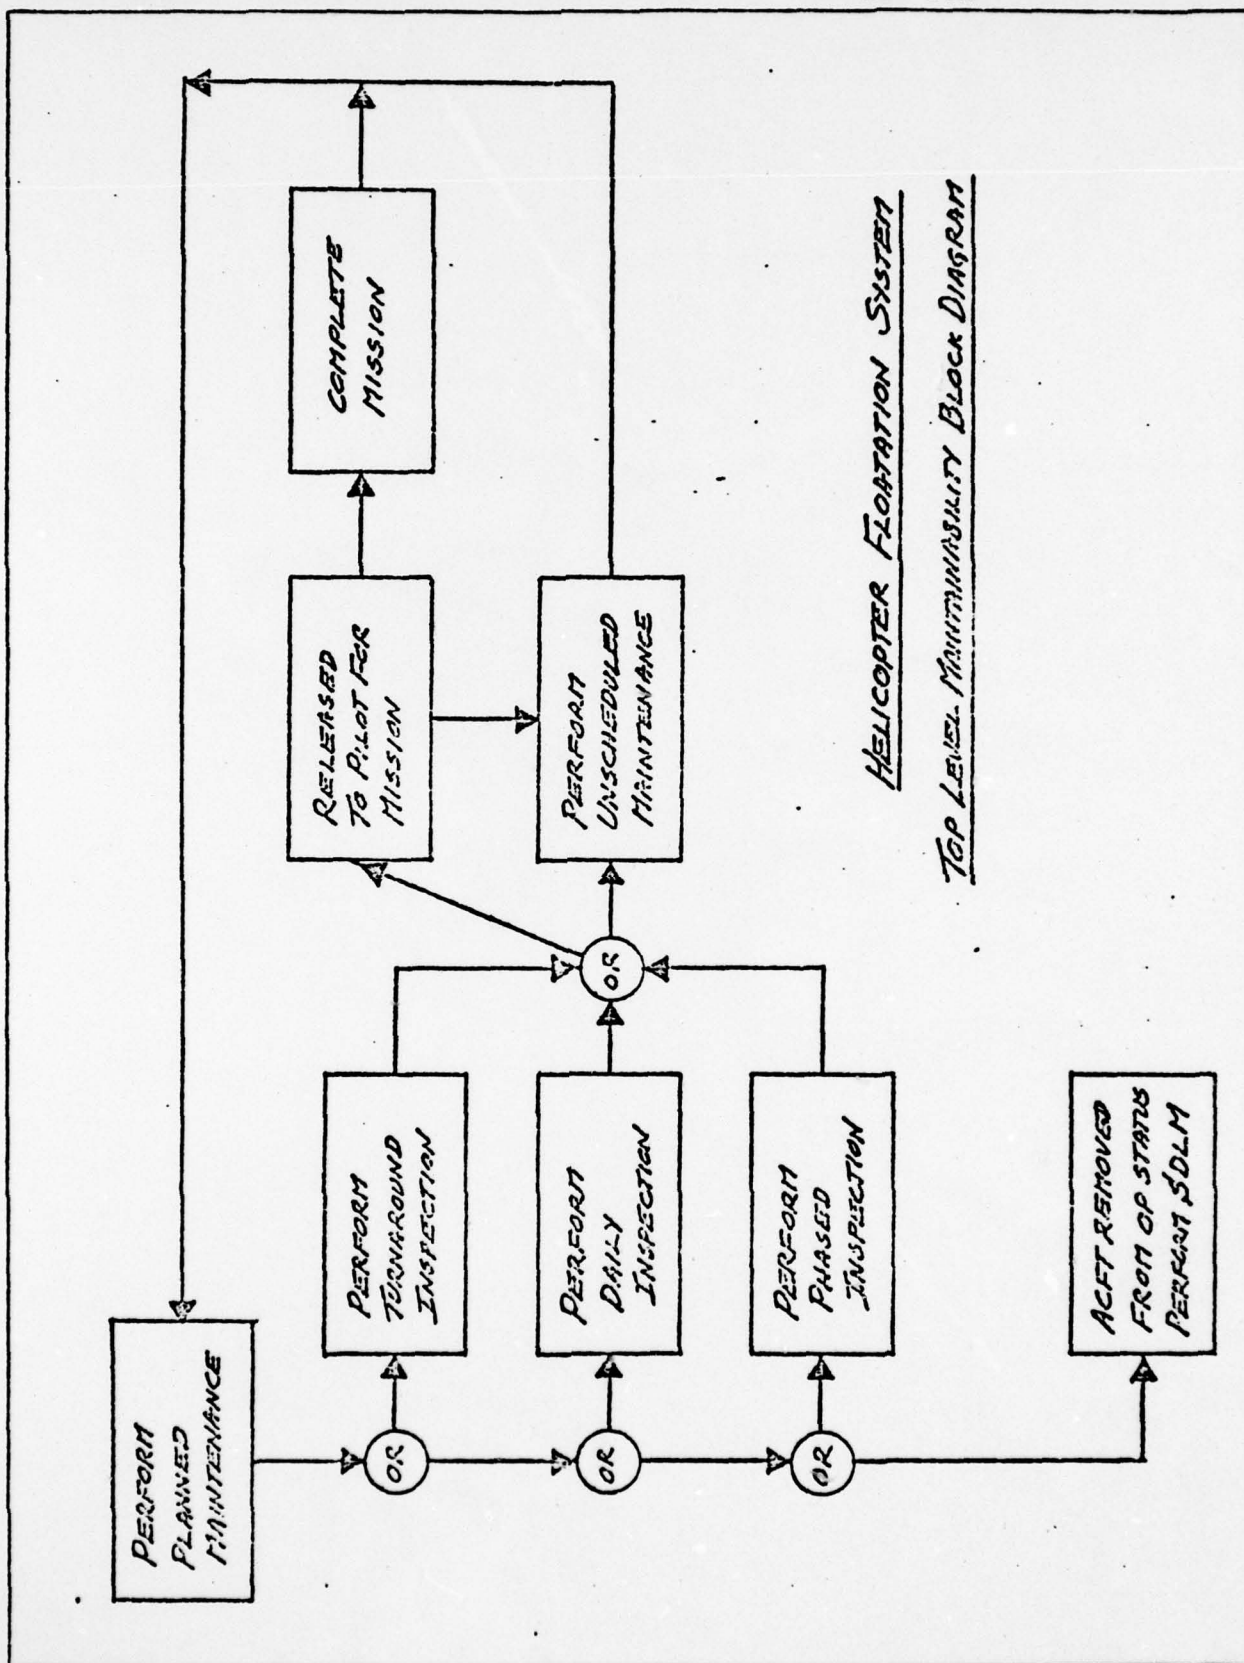 PERFORM
PLANNED
MAINTENANCE
OR
OR
OR
PERFORM
TURNAROUND
INSPECTION
PERFORM
DAILY
INSPECTION
PERFORM
PHASED
INSPECTION
ACFT REMOVED
FROM OP STATUS
PERFORM SDLM
OR
RELEASED
TO PILOT FOR
MISSION
PERFORM
UNSCHEDULED
MAINTENANCE
COMPLETE
MISSION
HELICOPTER FLOATATION SYSTEM
TOP LEVEL MAINTAINABILITY BLOCK DIAGRAM